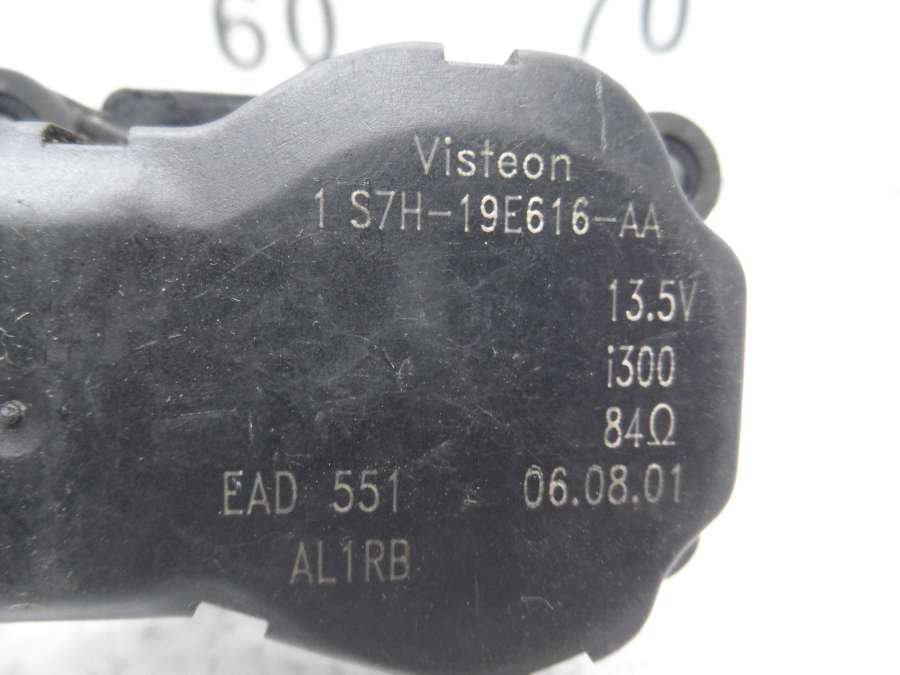 60 70
Visteon
1 S7H-19E616-AA
13.5V
i300
84Ω
EAD 551 06.08.01
AL1RB